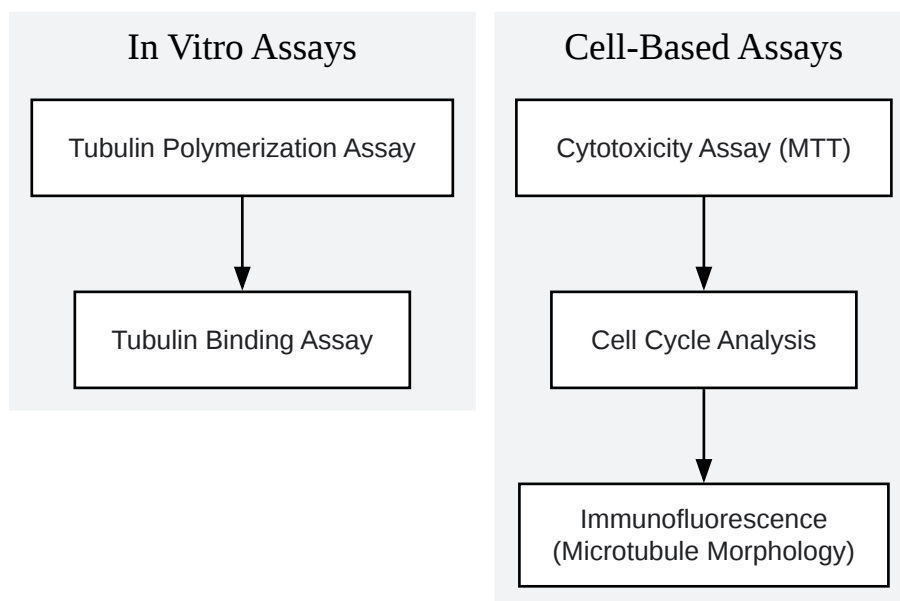 In Vitro Assays
Tubulin Polymerization Assay
Tubulin Binding Assay
Cell-Based Assays
Cytotoxicity Assay (MTT)
Cell Cycle Analysis
Immunofluorescence
(Microtubule Morphology)